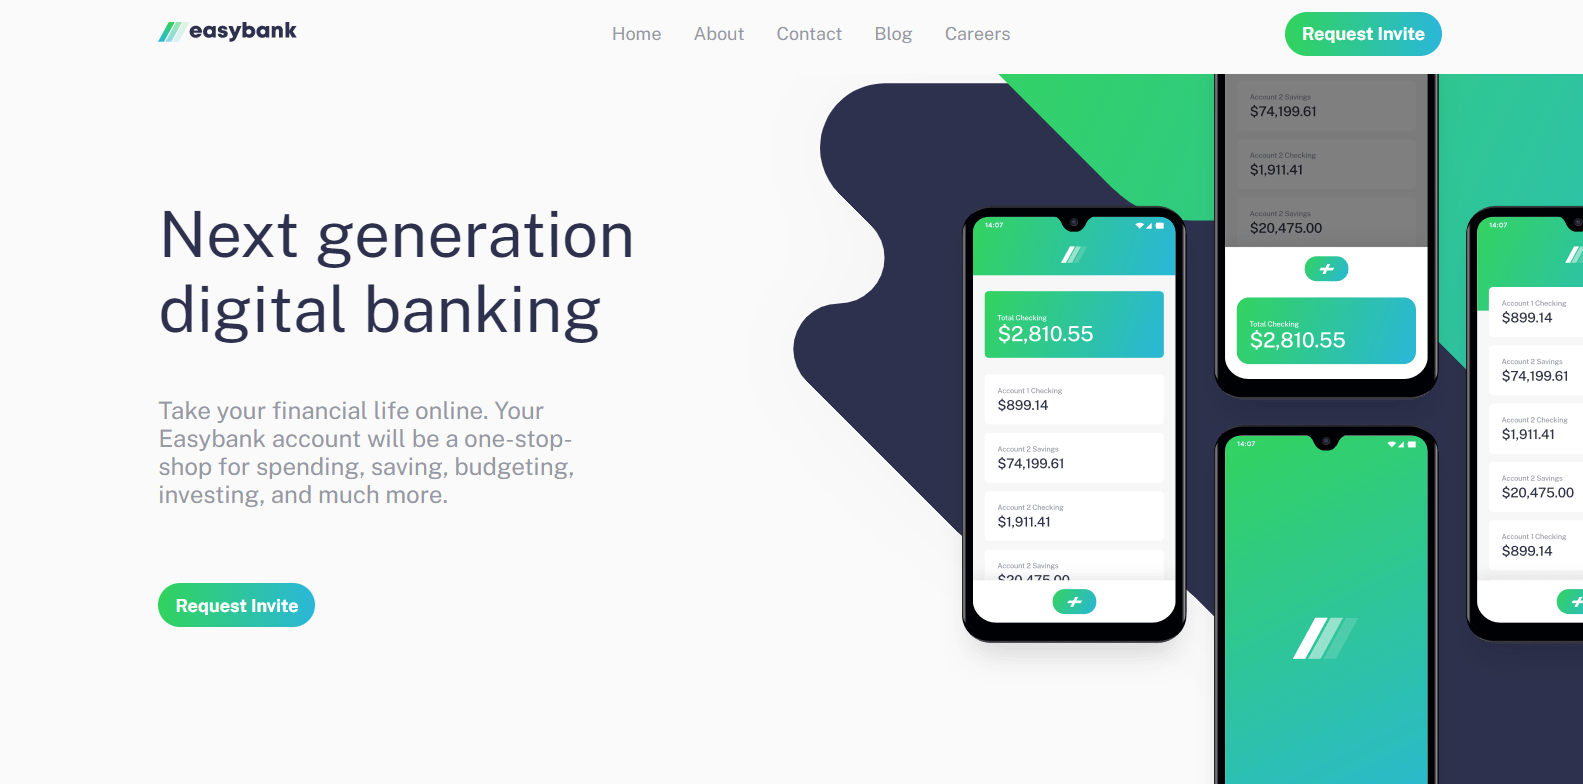 easybank
Home
About
Contact
Blog
Careers
Request Invite
Next generation
digital banking
Take your financial life online. Your
Easybank account will be a one-stop-
shop for spending, saving, budgeting,
investing, and much more.
Request Invite
14:07
Total Checking
$2,810.55
Account 1 Checking
$899.14
Account 2 Savings
$74,199.61
Account 2 Checking
$1,911.41
Account 2 Savings
$20,475.00
Account 2 Savings
$74,199.61
Account 2 Checking
$1,911.41
Account 2 Savings
$20,475.00
Total Checking
$2,810.55
14:07
14:07
Account 1 Checking
$899.14
Account 2 Savings
$74,199.61
Account 2 Checking
$1,911.41
Account 2 Savings
$20,475.00
Account 1 Checking
$899.14